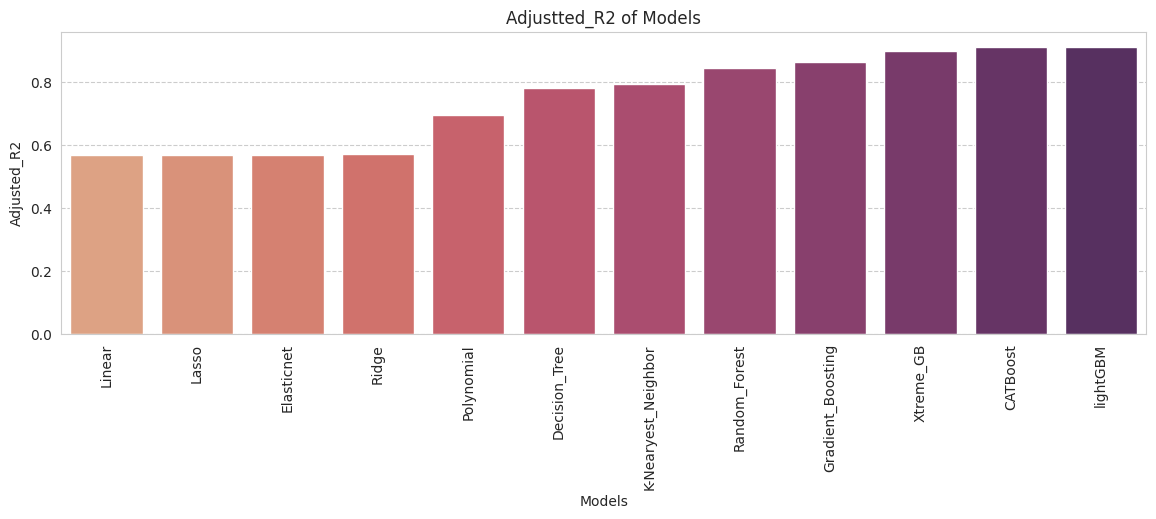 Adjustted_R2 of Models
Adjusted_R2
0.8
0.6
0.4
0.2
0.0
Linear
Lasso
Elasticnet
Ridge
Polynomial
Decision_Tree
K-Nearyest_Neighbor
Random_Forest
Gradient_Boosting
Xtreme_GB
CATBoost
lightGBM
Models